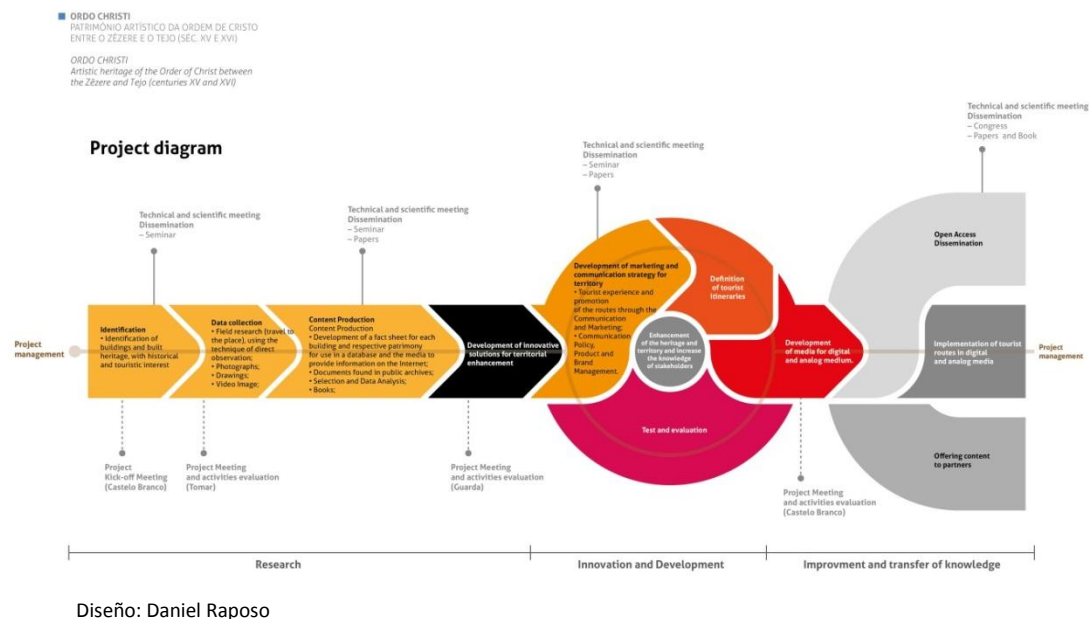 ORDO CHRISTI
PATRIMÓNIO ARTÍSTICO DA ORDEM DE CRISTO
ENTRE O ZÊZERE E O TEJO (SÉC. XV E XVI)
ORDO CHRISTI
Artistic heritage of the Order of Christ between
the Zêzere and Tejo (centuries XV and XVI)
Project diagram
Technical and scientific meeting
Dissemination
– Seminar
Technical and scientific meeting
Dissemination
– Seminar
– Papers
Technical and scientific meeting
Dissemination
– Seminar
– Papers
Technical and scientific meeting
Dissemination
– Congress
– Papers and Book
Project
management
Identification
• Identification of
buildings and built
heritage, with historical
and touristic interest
Data collection
• Field research (travel to
the place), using the
technique of direct
observation;
• Photographs;
• Drawings;
• Video Image;
Content Production
Content Production
• Development of a fact sheet for each
building and respective patrimony
for use in a database and the media to
provide information on the Internet;
• Documents found in public archives;
• Selection and Data Analysis;
• Books;
Development of innovative
solutions for territorial
enhancement
Development of marketing and
communication strategy for
territory
• Tourist experience and
promotion
of the routes through the
Communication
and Marketing;
• Communication
Policy,
Product and
Brand
Management.
Definition
of tourist
itineraries
Enhancement
of the heritage and
territory and increase
the knowledge
of stakeholders
Test and evaluation
Development
of media for digital
and analog medium.
Open Access
Dissemination
Implementation of tourist
routes in digital
and analog media
Offering content
to partners
Project
management
Project
Kick-off Meeting
(Castelo Branco)
Project Meeting
and activities evaluation
(Tomar)
Project Meeting
and activities evaluation
(Guarda)
Project Meeting
and activities evaluation
(Castelo Branco)
Research
Innovation and Development
Improvment and transfer of knowledge
Diseño: Daniel Raposo